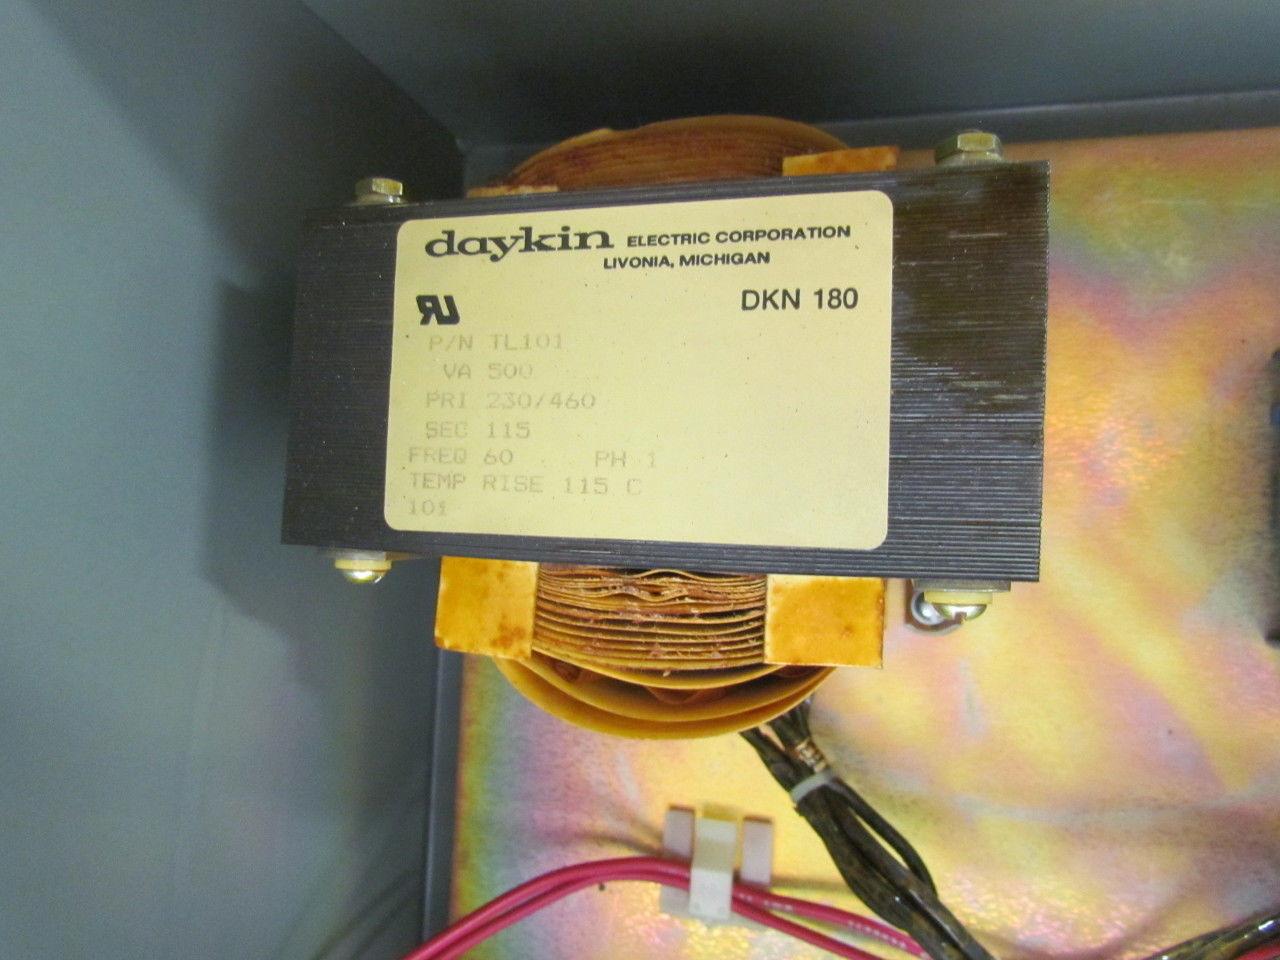 daykin ELECTRIC CORPORATION
LIVONIA, MICHIGAN
RU
DKN 180
P/N TL101
VA 500
PRI 230/460
SEC 115
FREQ 60 PH 1
TEMP RISE 115 C
101